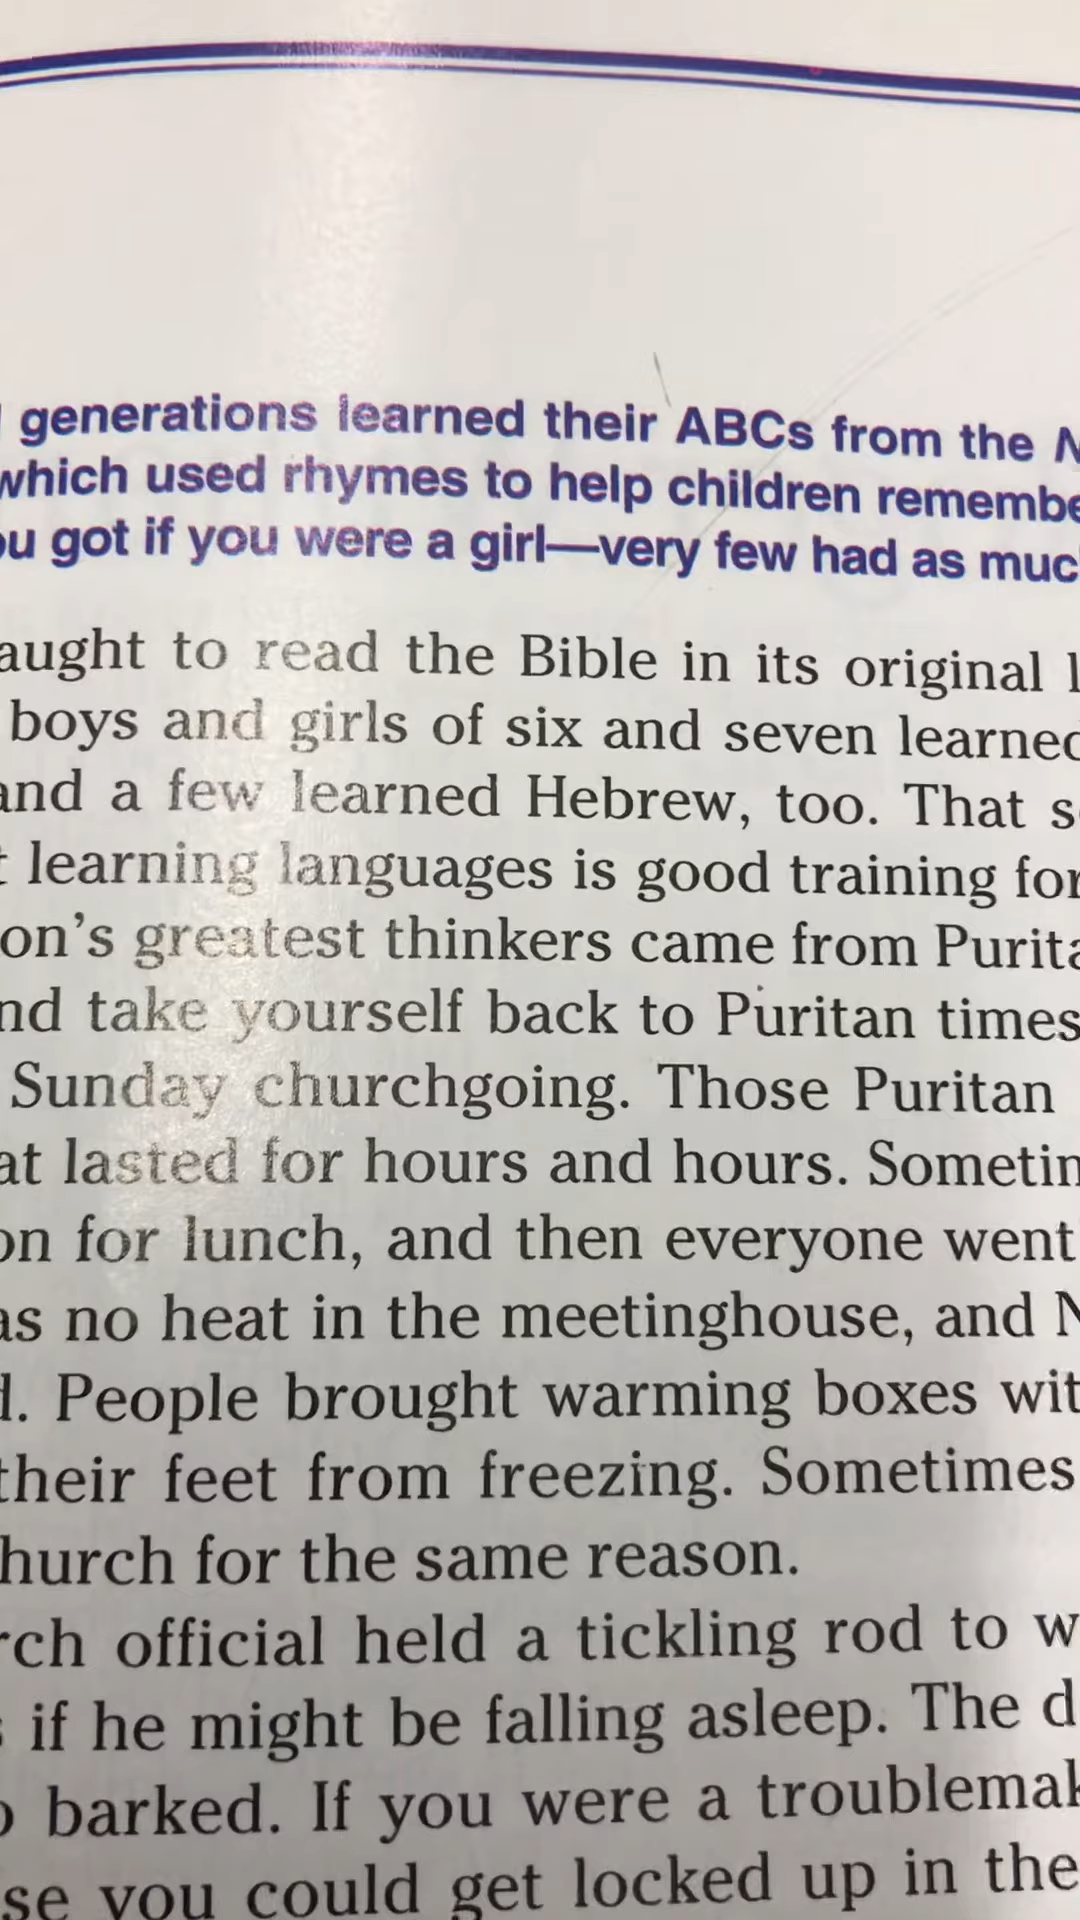 generations learned their ABCs from the N
which used rhymes to help children remembe
ou got if you were a girl—very few had as muc
aught to read the Bible in its original l
boys and girls of six and seven learned
and a few learned Hebrew, too. That s
t learning languages is good training for
on's greatest thinkers came from Purita
nd take yourself back to Puritan times
Sunday churchgoing. Those Puritan
at lasted for hours and hours. Sometim
on for lunch, and then everyone went
as no heat in the meetinghouse, and N
d. People brought warming boxes wit
their feet from freezing. Sometimes
hurch for the same reason.
rch official held a tickling rod to w
s if he might be falling asleep. The d
o barked. If you were a troublemak
se you could get locked up in the